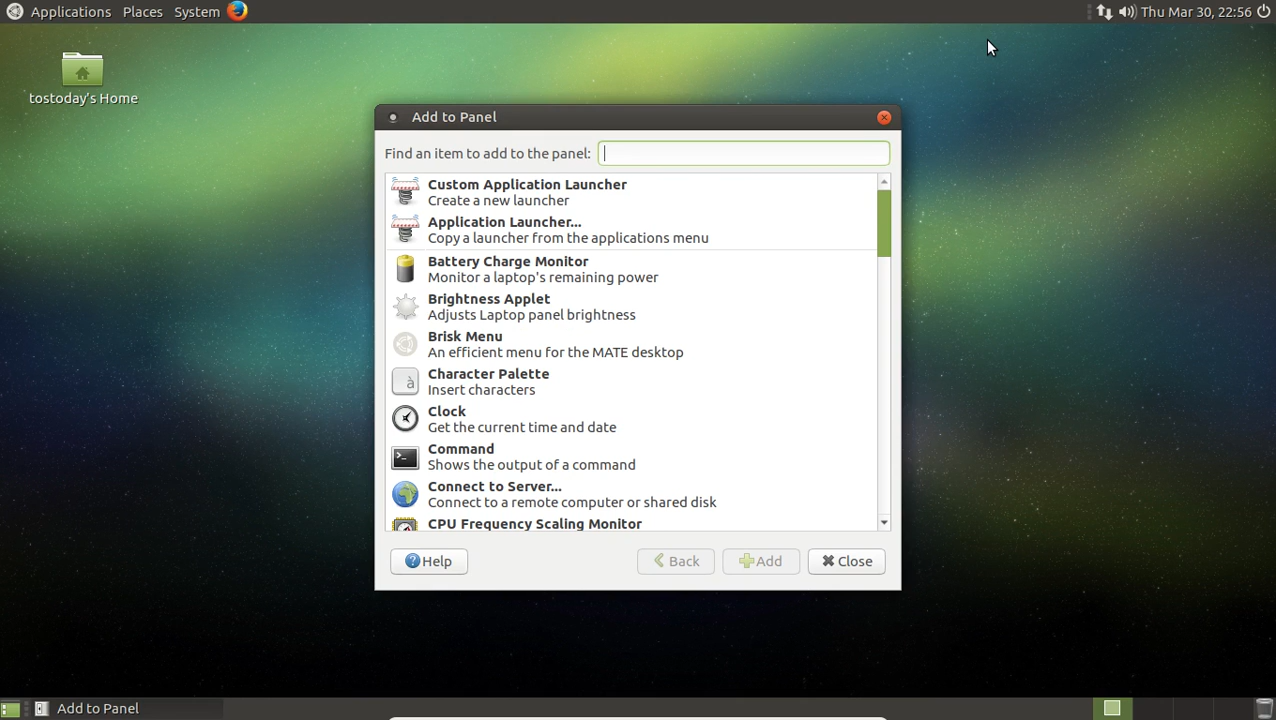 Applications Places System Thu Mar 30, 22:56
tostoday's Home
Add to Panel
Find an item to add to the panel:
Custom Application Launcher
Create a new launcher
Application Launcher...
Copy a launcher from the applications menu
Battery Charge Monitor
Monitor a laptop's remaining power
Brightness Applet
Adjusts Laptop panel brightness
Brisk Menu
An efficient menu for the MATE desktop
à
Character Palette
Insert characters
Clock
Get the current time and date
Command
Shows the output of a command
Connect to Server...
Connect to a remote computer or shared disk
CPU Frequency Scaling Monitor
Help Back Add Close
Add to Panel